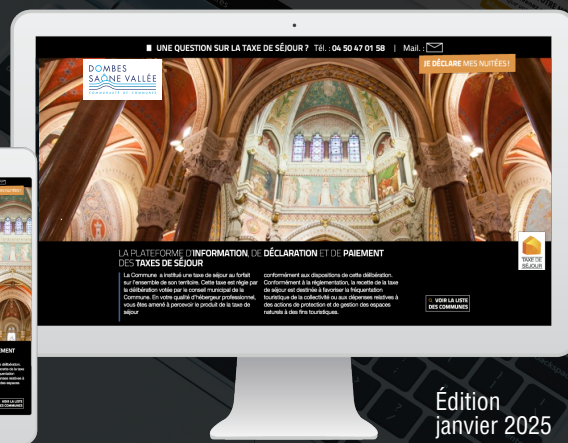 UNE QUESTION SUR LA TAXE DE SÉJOUR ? Tél. : 04 50 47 01 58 | Mail. :
JE DÉCLARE MES NUITÉES !
DOMBES
SAÔNE VALLÉE
COMMUNAUTÉ DE COMMUNES
LA PLATEFORME D'INFORMATION, DE DÉCLARATION ET DE PAIEMENT
DES TAXES DE SÉJOUR
La Commune a institué une taxe de séjour au forfait
sur l'ensemble de son territoire. Cette taxe est régie par
la délibération votée par le conseil municipal de la
Commune. En votre qualité d'hébergeur professionnel,
vous êtes amené à percevoir le produit de la taxe de
séjour
conformément aux dispositions de cette délibération.
Conformément à la réglementation, la recette de la taxe
de séjour est destinée à favoriser la fréquentation
touristique de la collectivité ou aux dépenses relatives à
des actions de protection et de gestion des espaces
naturels à des fins touristiques.
TAXE DE
SÉJOUR
VOIR LA LISTE
DES COMMUNES
Édition
janvier 2025